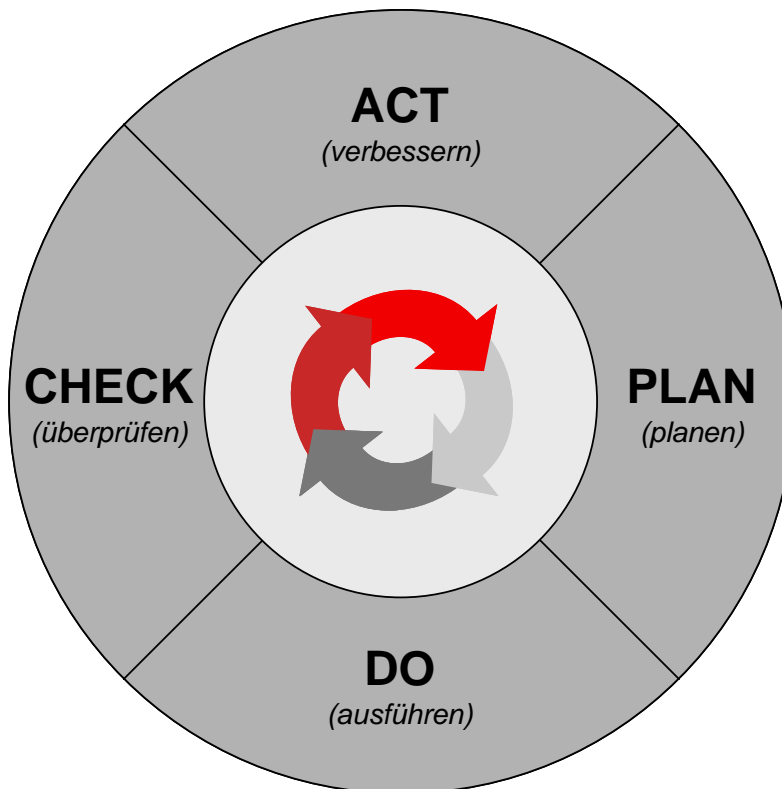 ACT
(verbessern)
CHECK
(überprüfen)
PLAN
(planen)
DO
(ausführen)